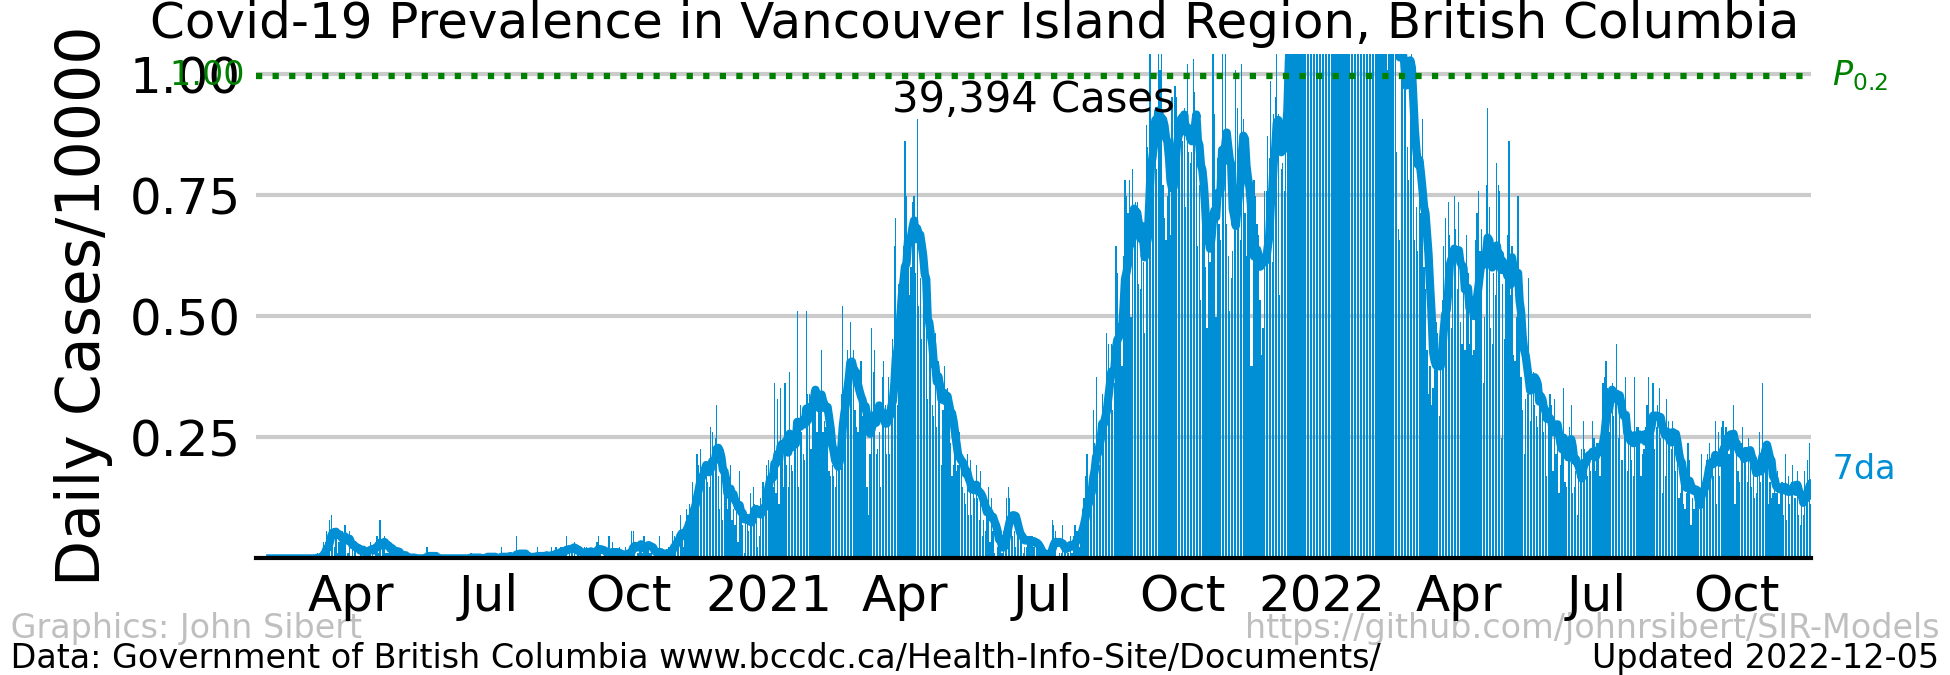 Covid-19 Prevalence in Vancouver Island Region, British Columbia
Daily Cases/10000
1.00
1.00
P0.2
39,394 Cases
0.75
0.50
0.25
7da
Apr Jul Oct 2021 Apr Jul Oct 2022 Apr Jul Oct
Graphics: John Sibert
https://github.com/johnrsibert/SIR-Models
Data: Government of British Columbia www.bccdc.ca/Health-Info-Site/Documents/
Updated 2022-12-05